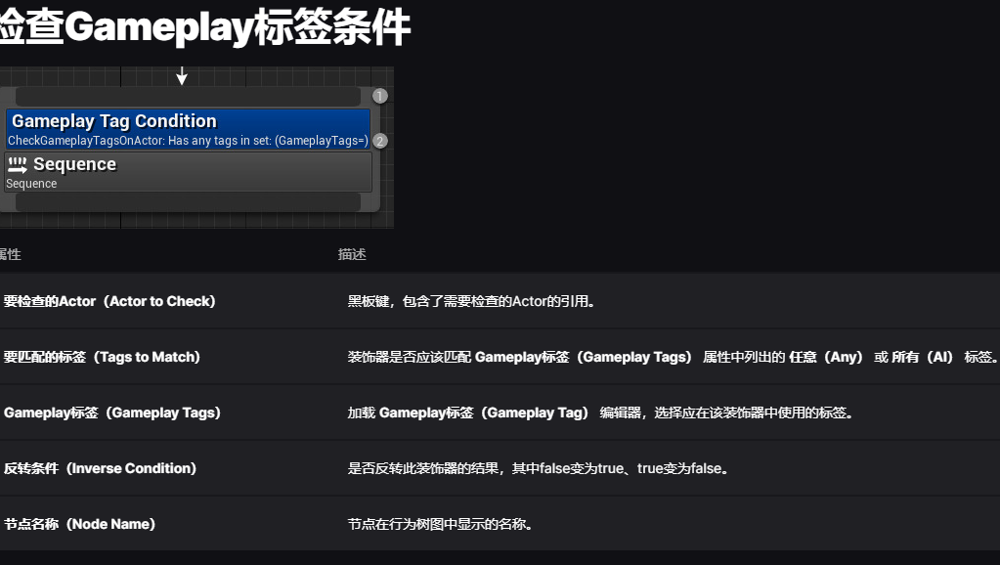 检查Gameplay标签条件
1
Gameplay Tag Condition
CheckGameplayTagsOnActor: Has any tags in set: (GameplayTags=)
2
Sequence
Sequence
属性 描述
要检查的Actor（Actor to Check） 黑板键，包含了需要检查的Actor的引用。
要匹配的标签（Tags to Match） 装饰器是否应该匹配 Gameplay标签（Gameplay Tags） 属性中列出的 任意（Any） 或 所有（Al） 标签。
Gameplay标签（Gameplay Tags） 加载 Gameplay标签（Gameplay Tag） 编辑器，选择应在该装饰器中使用的标签。
反转条件（Inverse Condition） 是否反转此装饰器的结果，其中false变为true、true变为false。
节点名称（Node Name） 节点在行为树图中显示的名称。